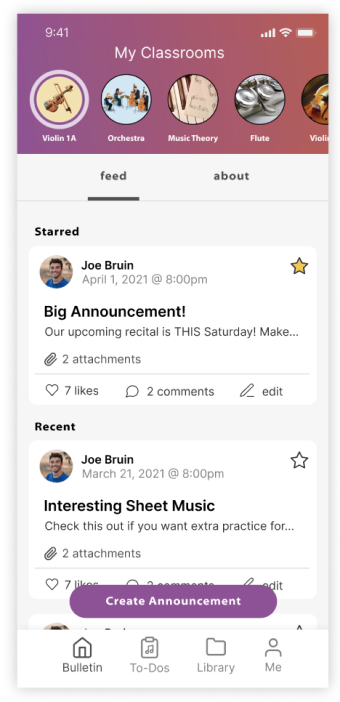 9:41
My Classrooms
Violin 1A
Orchestra
Music Theory
Flute
Violin
feed
about
Starred
Joe Bruin
April 1, 2021 @ 8:00pm
Big Announcement!
Our upcoming recital is THIS Saturday! Make...
2 attachments
7 likes
2 comments
edit
Recent
Joe Bruin
March 21, 2021 @ 8:00pm
Interesting Sheet Music
Check this out if you want extra practice for...
2 attachments
7 likes
2 comments
edit
Create Announcement
Bulletin
To-Dos
Library
Me